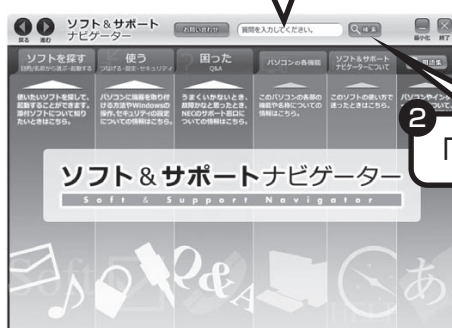 ソフト&サポート
ナビゲーター
お問い合わせ
質問を入力してください。
検索
戻る 進む
最小化 終了
ソフトを探す
目的/名前から選ぶ・起動する
使う
つなげる・設定・セキュリティ
困った
Q&A
パソコンの各機能
ソフト&サポート
ナビゲーターについて
用語集
使いたいソフトを探して、
起動することができます。
添付ソフトについて知り
たいときはこちら。
パソコンに機器を取り付
ける方法やWindowsの
操作、セキュリティの設定
についての情報はこちら。
うまくいかないとき、
故障かなと思ったとき、
NECのサポート窓口に
ついての情報はこちら。
このパソコンの各部の
機能や名称についての
情報はこちら。
このソフトの使い方で
迷ったときはこちら。
パソコンやイント
2
「
ソフト&サポートナビゲーター
Soft & Support Navigator
Soft
Q&A
あ